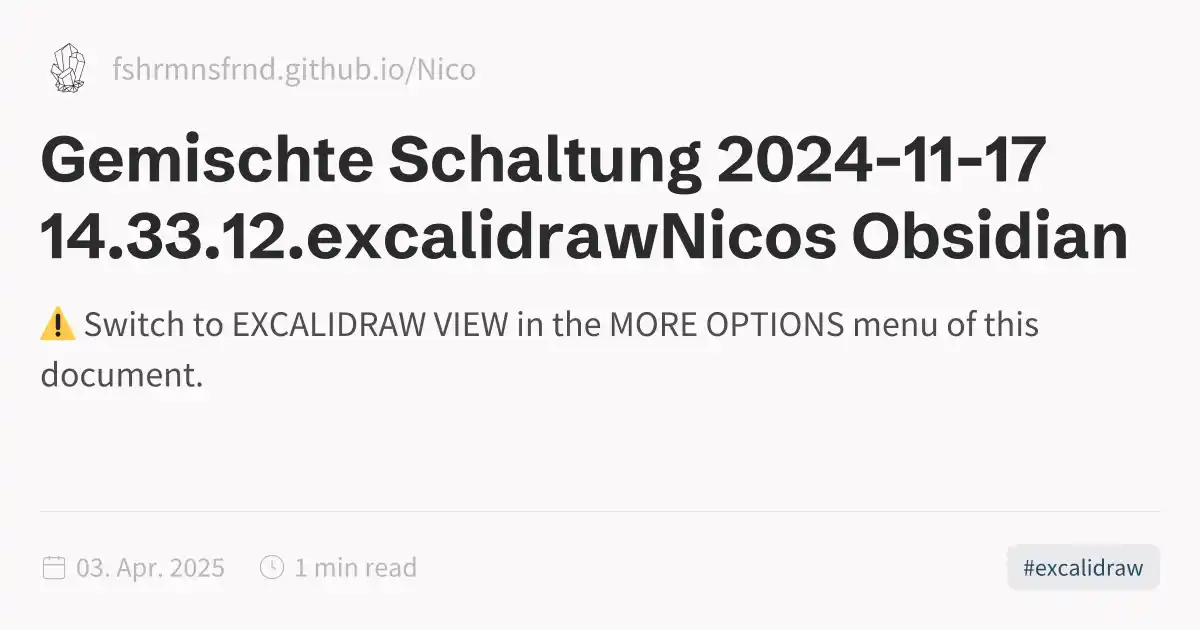 fshrmnsfrnd.github.io/Nico
Gemischte Schaltung 2024-11-17
14.33.12.excalidrawNicos Obsidian
⚠️ Switch to EXCALIDRAW VIEW in the MORE OPTIONS menu of this
document.
03. Apr. 2025 1 min read #excalidraw